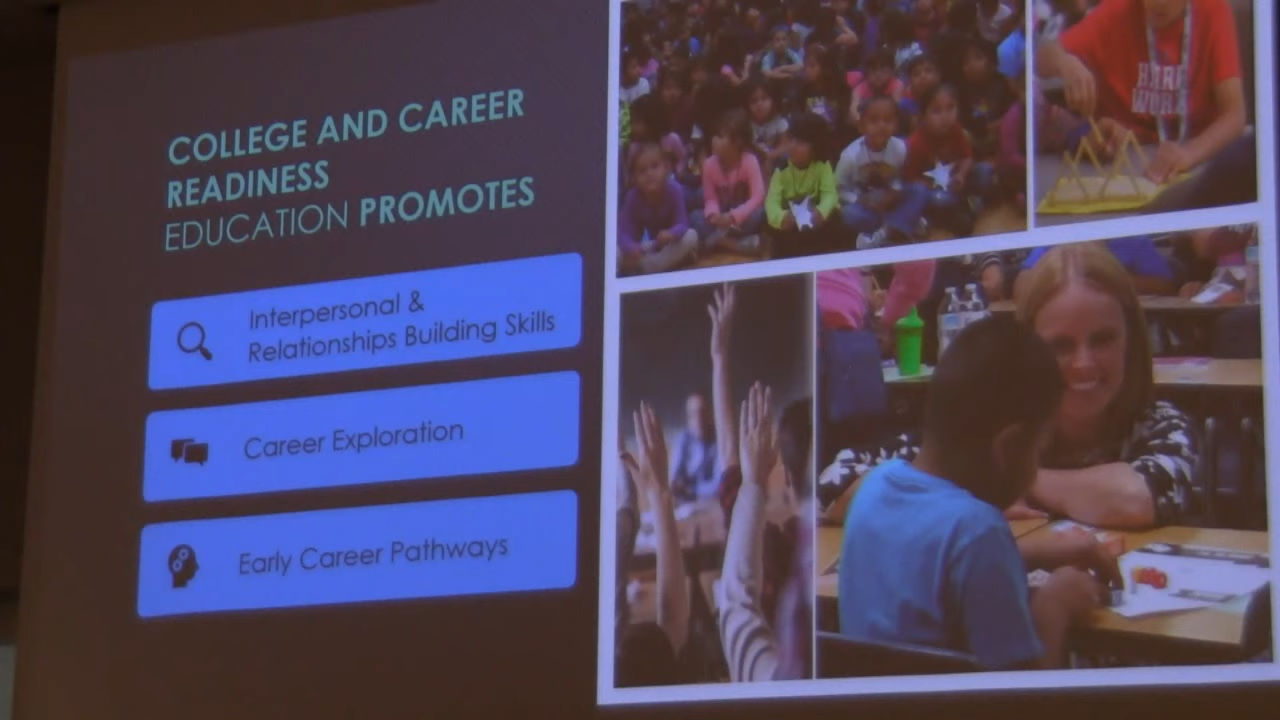 COLLEGE AND CAREER
READINESS
EDUCATION PROMOTES
Interpersonal &
Relationships Building Skills
Career Exploration
Early Career Pathways
HARD
WORK